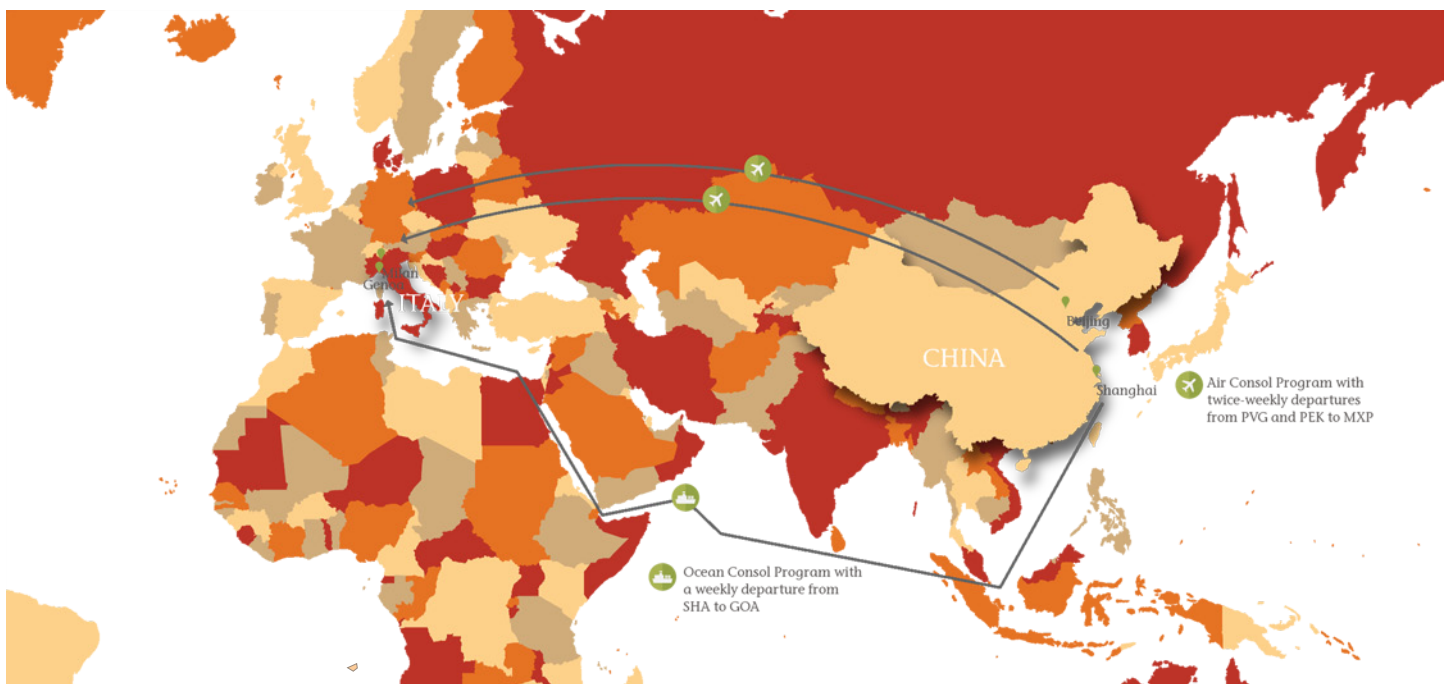 Milan
Genoa
ITALY
Beijing
CHINA
Shanghai
Air Consol Program with
twice-weekly departures
from PVG and PEK to MXP
Ocean Consol Program with
a weekly departure from
SHA to GOA